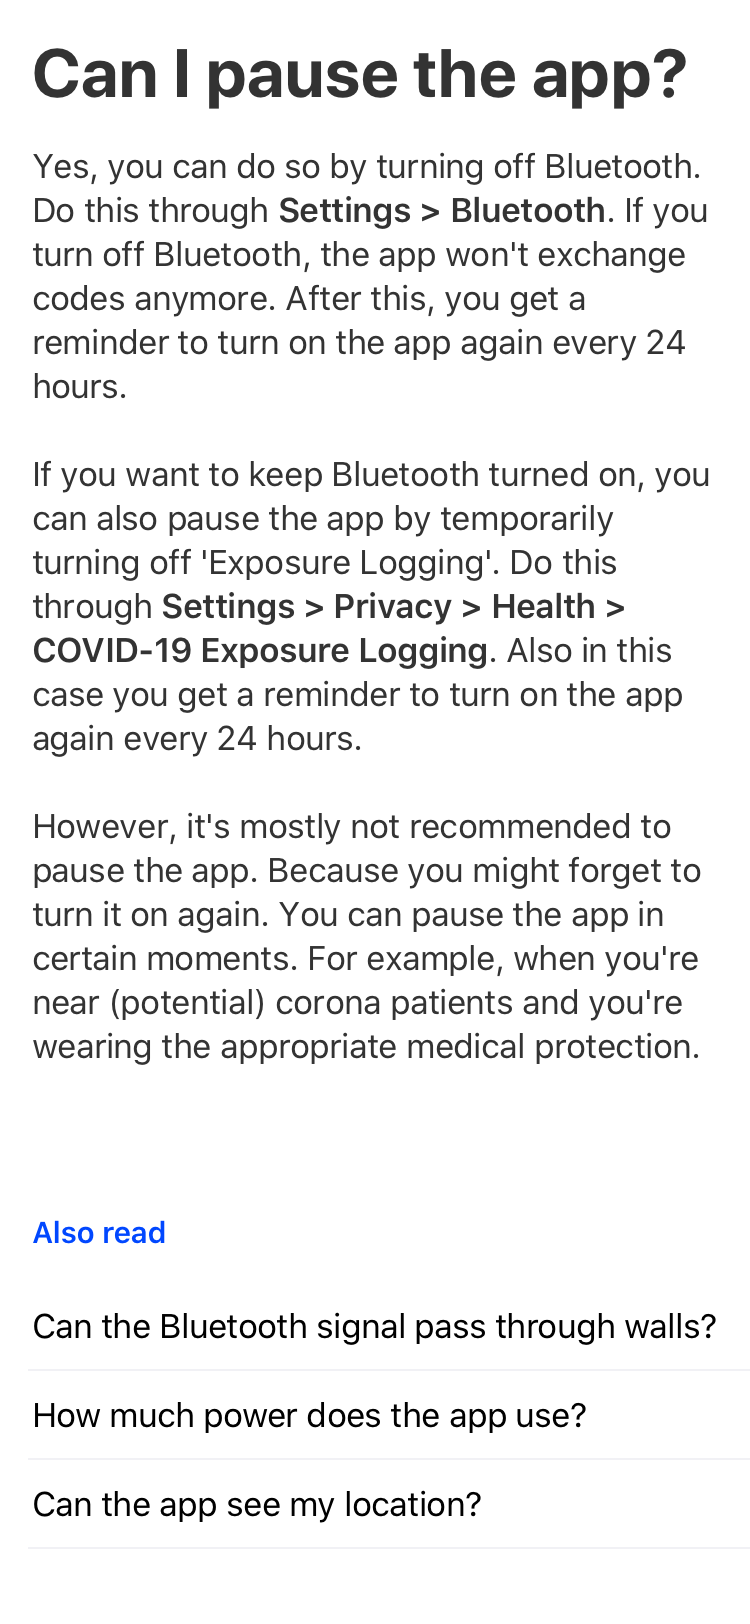 Can I pause the app?
Yes, you can do so by turning off Bluetooth.
Do this through Settings > Bluetooth. If you
turn off Bluetooth, the app won't exchange
codes anymore. After this, you get a
reminder to turn on the app again every 24
hours.
If you want to keep Bluetooth turned on, you
can also pause the app by temporarily
turning off 'Exposure Logging'. Do this
through Settings > Privacy > Health >
COVID-19 Exposure Logging. Also in this
case you get a reminder to turn on the app
again every 24 hours.
However, it's mostly not recommended to
pause the app. Because you might forget to
turn it on again. You can pause the app in
certain moments. For example, when you're
near (potential) corona patients and you're
wearing the appropriate medical protection.
Also read
Can the Bluetooth signal pass through walls?
How much power does the app use?
Can the app see my location?